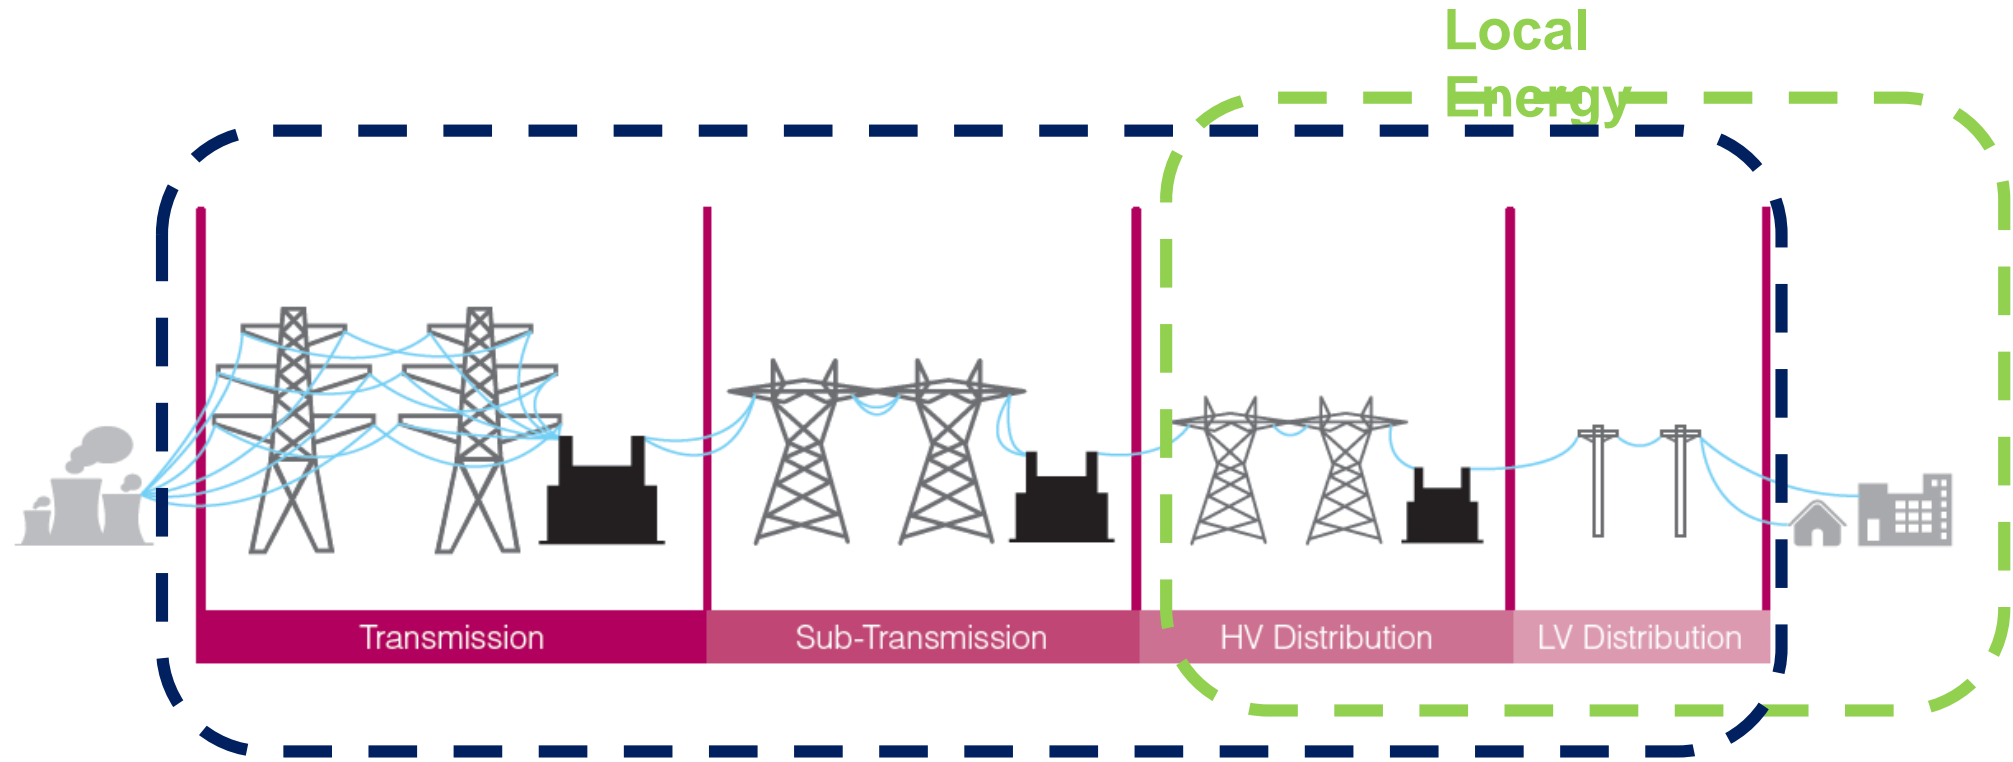 Local
Energy
Transmission
Sub-Transmission
HV Distribution
LV Distribution